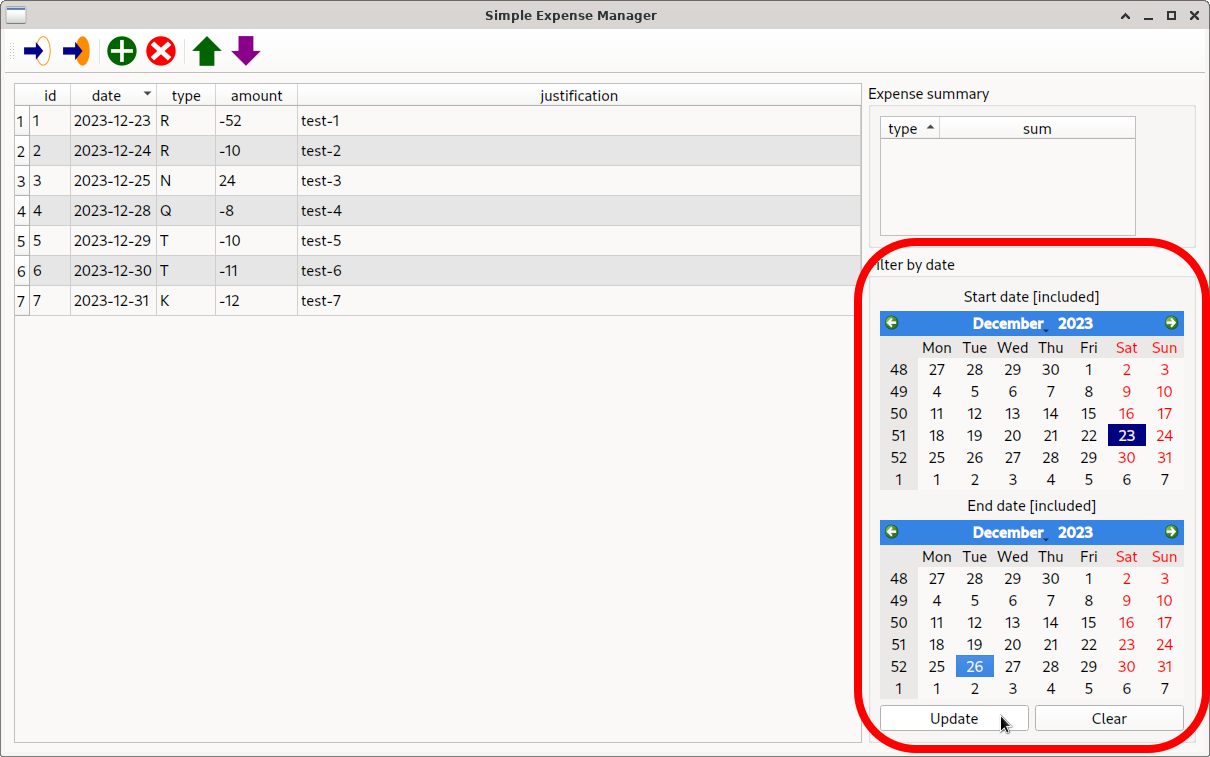 Simple Expense Manager
id date type amount justification
1 1 2023-12-23 R -52 test-1
2 2 2023-12-24 R -10 test-2
3 3 2023-12-25 N 24 test-3
4 4 2023-12-28 Q -8 test-4
5 5 2023-12-29 T -10 test-5
6 6 2023-12-30 T -11 test-6
7 7 2023-12-31 K -12 test-7
Expense summary
type sum
ilter by date
Start date [included]
December 2023
Mon Tue Wed Thu Fri Sat Sun
48 27 28 29 30 1 2 3
49 4 5 6 7 8 9 10
50 11 12 13 14 15 16 17
51 18 19 20 21 22 23 24
52 25 26 27 28 29 30 31
1 1 2 3 4 5 6 7
End date [included]
December 2023
Mon Tue Wed Thu Fri Sat Sun
48 27 28 29 30 1 2 3
49 4 5 6 7 8 9 10
50 11 12 13 14 15 16 17
51 18 19 20 21 22 23 24
52 25 26 27 28 29 30 31
1 1 2 3 4 5 6 7
Update Clear